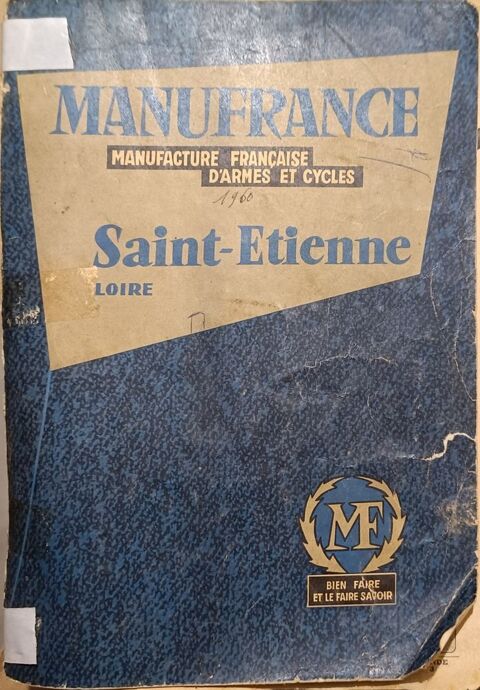 MANUFRANCE
MANUFACTURE FRANÇAISE
D'ARMES ET CYCLES
1960
Saint-Etienne
LOIRE
MF
BIEN FAIRE
ET LE FAIRE SAVOIR